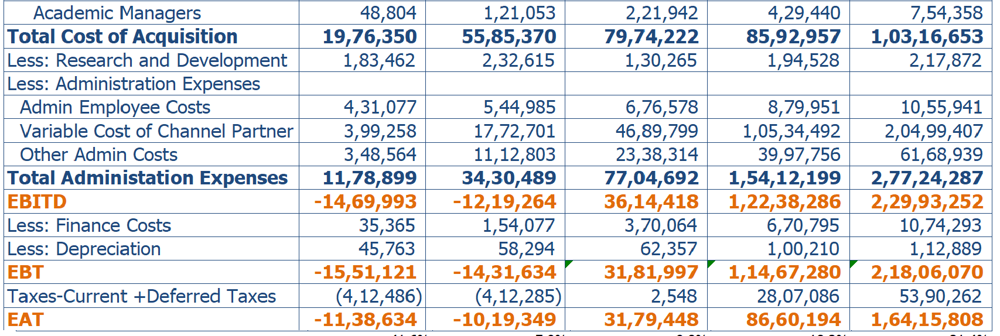 Academic Managers 48,804 1,21,053 2,21,942 4,29,440 7,54,358
Total Cost of Acquisition 19,76,350 55,85,370 79,74,222 85,92,957 1,03,16,653
Less: Research and Development 1,83,462 2,32,615 1,30,265 1,94,528 2,17,872
Less: Administration Expenses
Admin Employee Costs 4,31,077 5,44,985 6,76,578 8,79,951 10,55,941
Variable Cost of Channel Partner 3,99,258 17,72,701 46,89,799 1,05,34,492 2,04,99,407
Other Admin Costs 3,48,564 11,12,803 23,38,314 39,97,756 61,68,939
Total Administation Expenses 11,78,899 34,30,489 77,04,692 1,54,12,199 2,77,24,287
EBITD -14,69,993 -12,19,264 36,14,418 1,22,38,286 2,29,93,252
Less: Finance Costs 35,365 1,54,077 3,70,064 6,70,795 10,74,293
Less: Depreciation 45,763 58,294 62,357 1,00,210 1,12,889
EBT -15,51,121 -14,31,634 31,81,997 1,14,67,280 2,18,06,070
Taxes-Current +Deferred Taxes (4,12,486) (4,12,285) 2,548 28,07,086 53,90,262
EAT -11,38,634 -10,19,349 31,79,448 86,60,194 1,64,15,808